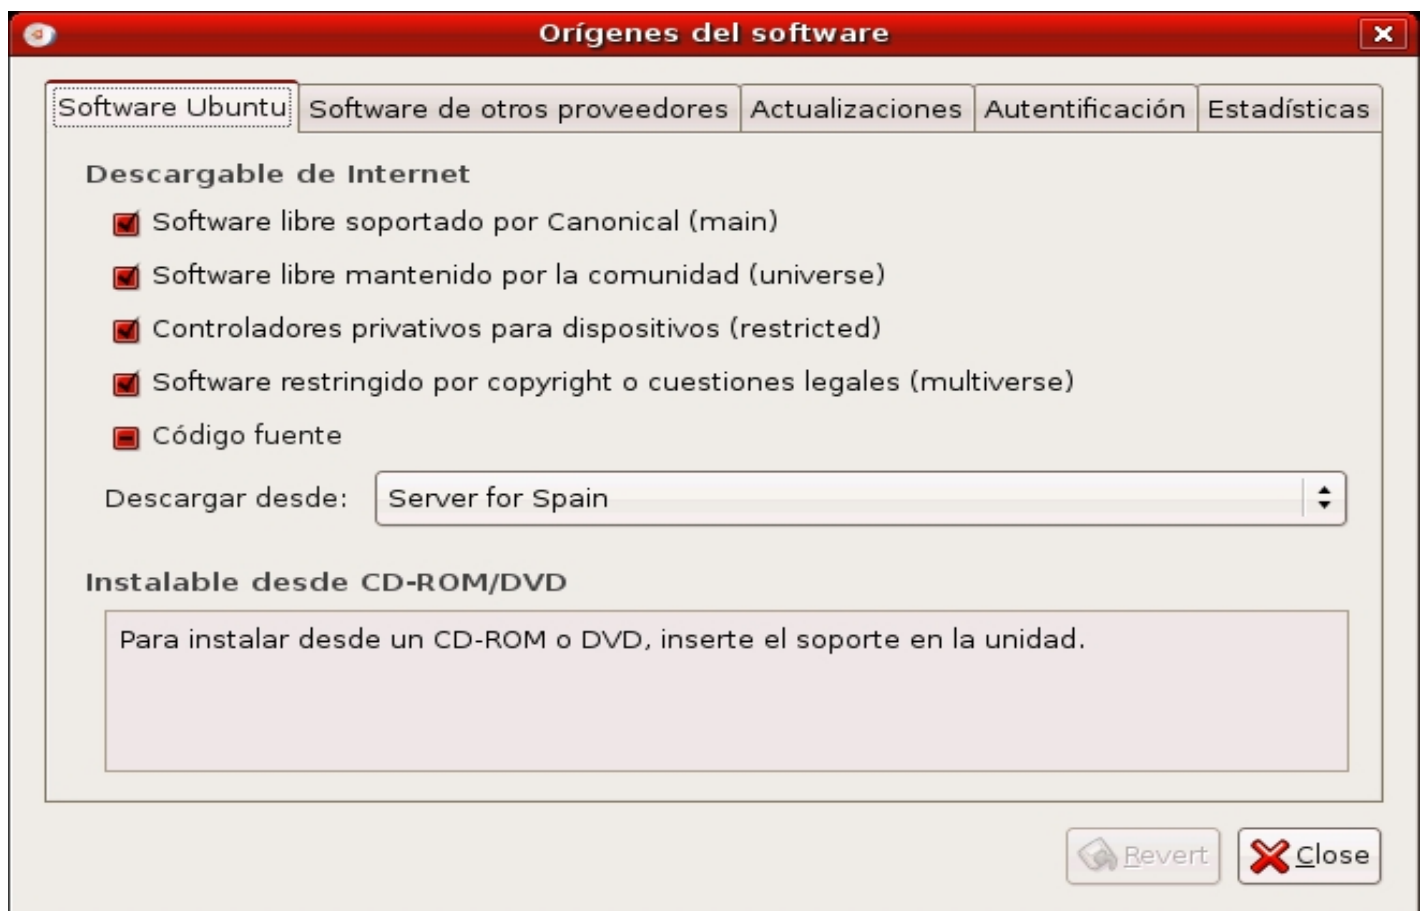 Orígenes del software
Software Ubuntu
Software de otros proveedores
Actualizaciones
Autentificación
Estadísticas
Descargable de Internet
Software libre soportado por Canonical (main)
Software libre mantenido por la comunidad (universe)
Controladores privativos para dispositivos (restricted)
Software restringido por copyright o cuestiones legales (multiverse)
Código fuente
Descargar desde: Server for Spain
Instalable desde CD-ROM/DVD
Para instalar desde un CD-ROM o DVD, inserte el soporte en la unidad.
Revert
Close